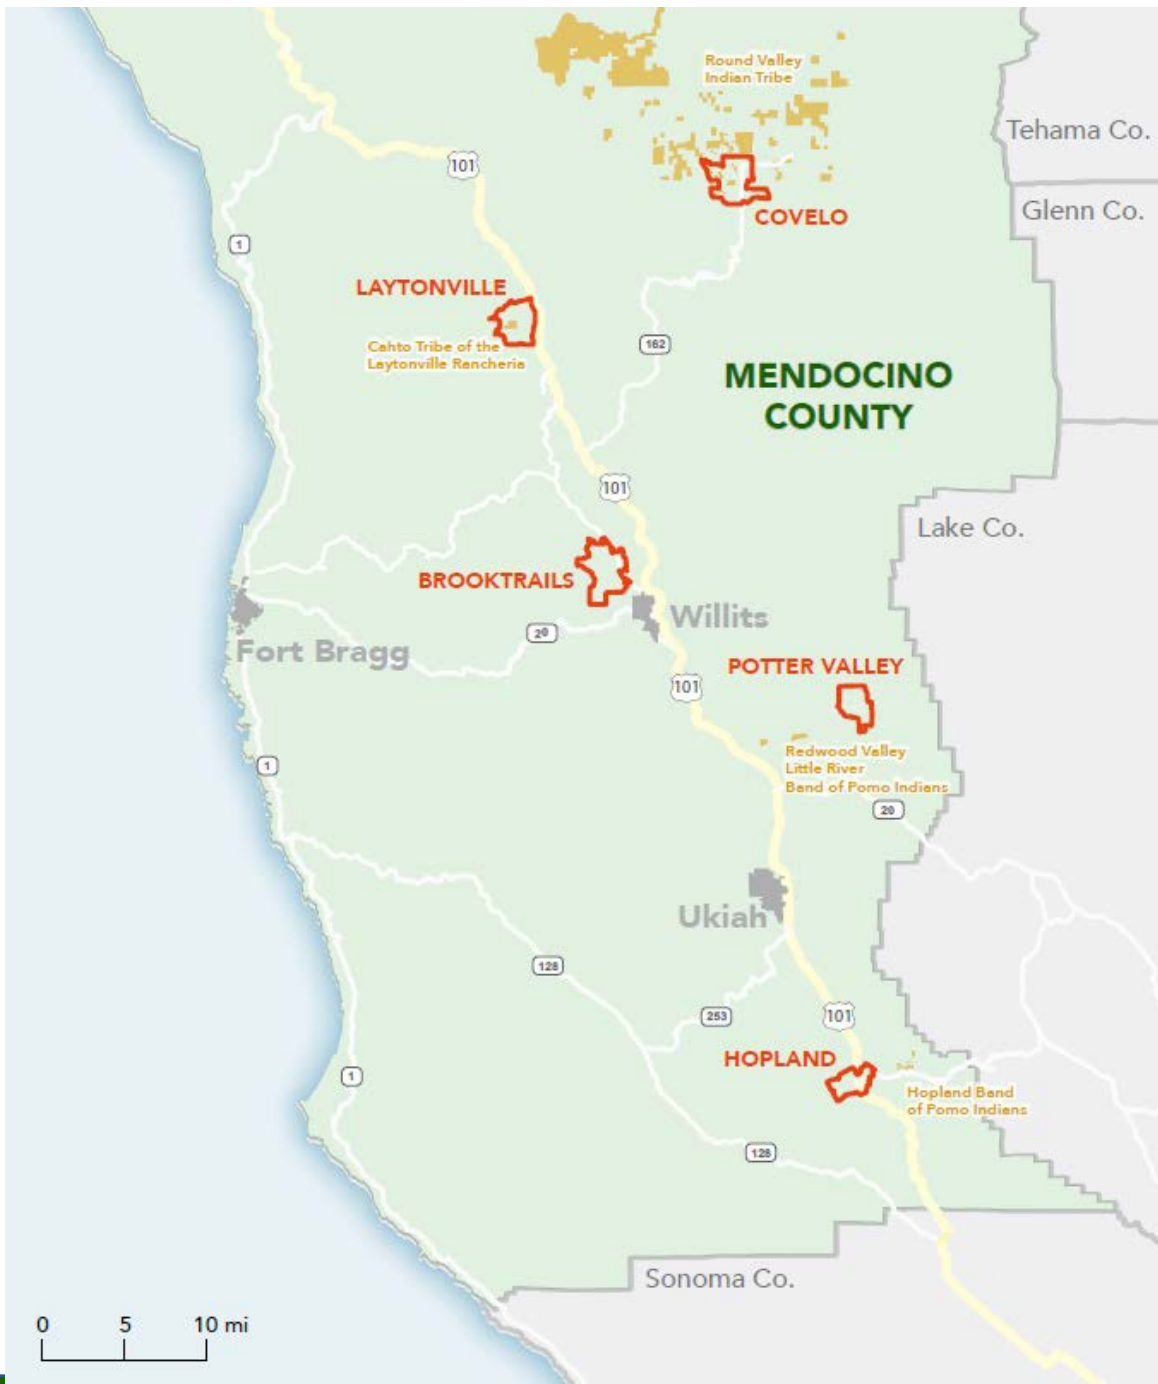 Round Valley
Indian Tribe
Tehama Co.
101
Glenn Co.
COVELO
1
LAYTONVILLE
162
Cahto Tribe of the
Laytonville Rancheria
MENDOCINO
COUNTY
101
Lake Co.
BROOKTRAILS
Willits
20
Fort Bragg
POTTER VALLEY
101
Redwood Valley
Little River
Band of Pomo Indians
1
20
Ukiah
128
253
101
HOPLAND
1
Hopland Band
of Pomo Indians
128
Sonoma Co.
0 5 10 mi